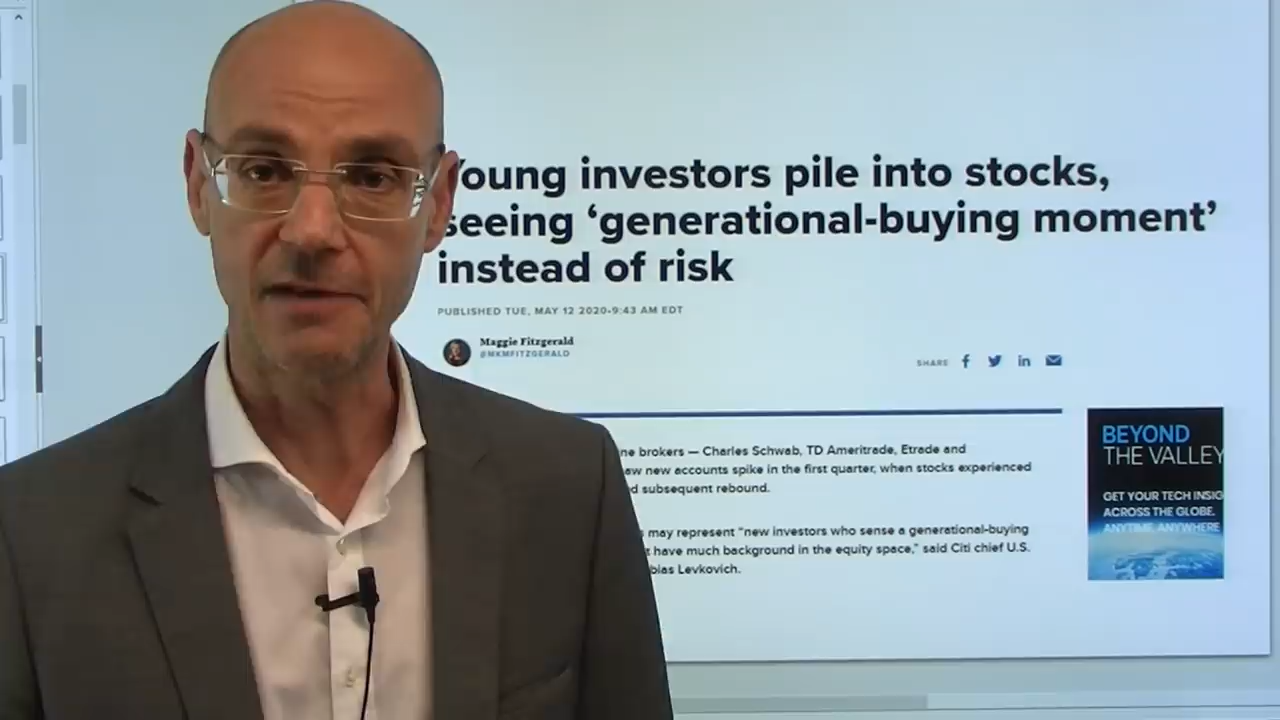 Young investors pile into stocks,
seeing ‘generational-buying moment’
instead of risk
PUBLISHED TUE, MAY 12 2020-9:43 AM EDT
Maggie Fitzgerald
@MKMFITZGERALD
SHARE
brokers — Charles Schwab, TD Ameritrade, Etrade and
new accounts spike in the first quarter, when stocks experienced
subsequent rebound.
may represent “new investors who sense a generational-buying
have much background in the equity space,” said Citi chief U.S.
Levkovich.
BEYOND
THE VALLEY
GET YOUR TECH INSIG
ACROSS THE GLOBE.
ANYTIME, ANYWHERE